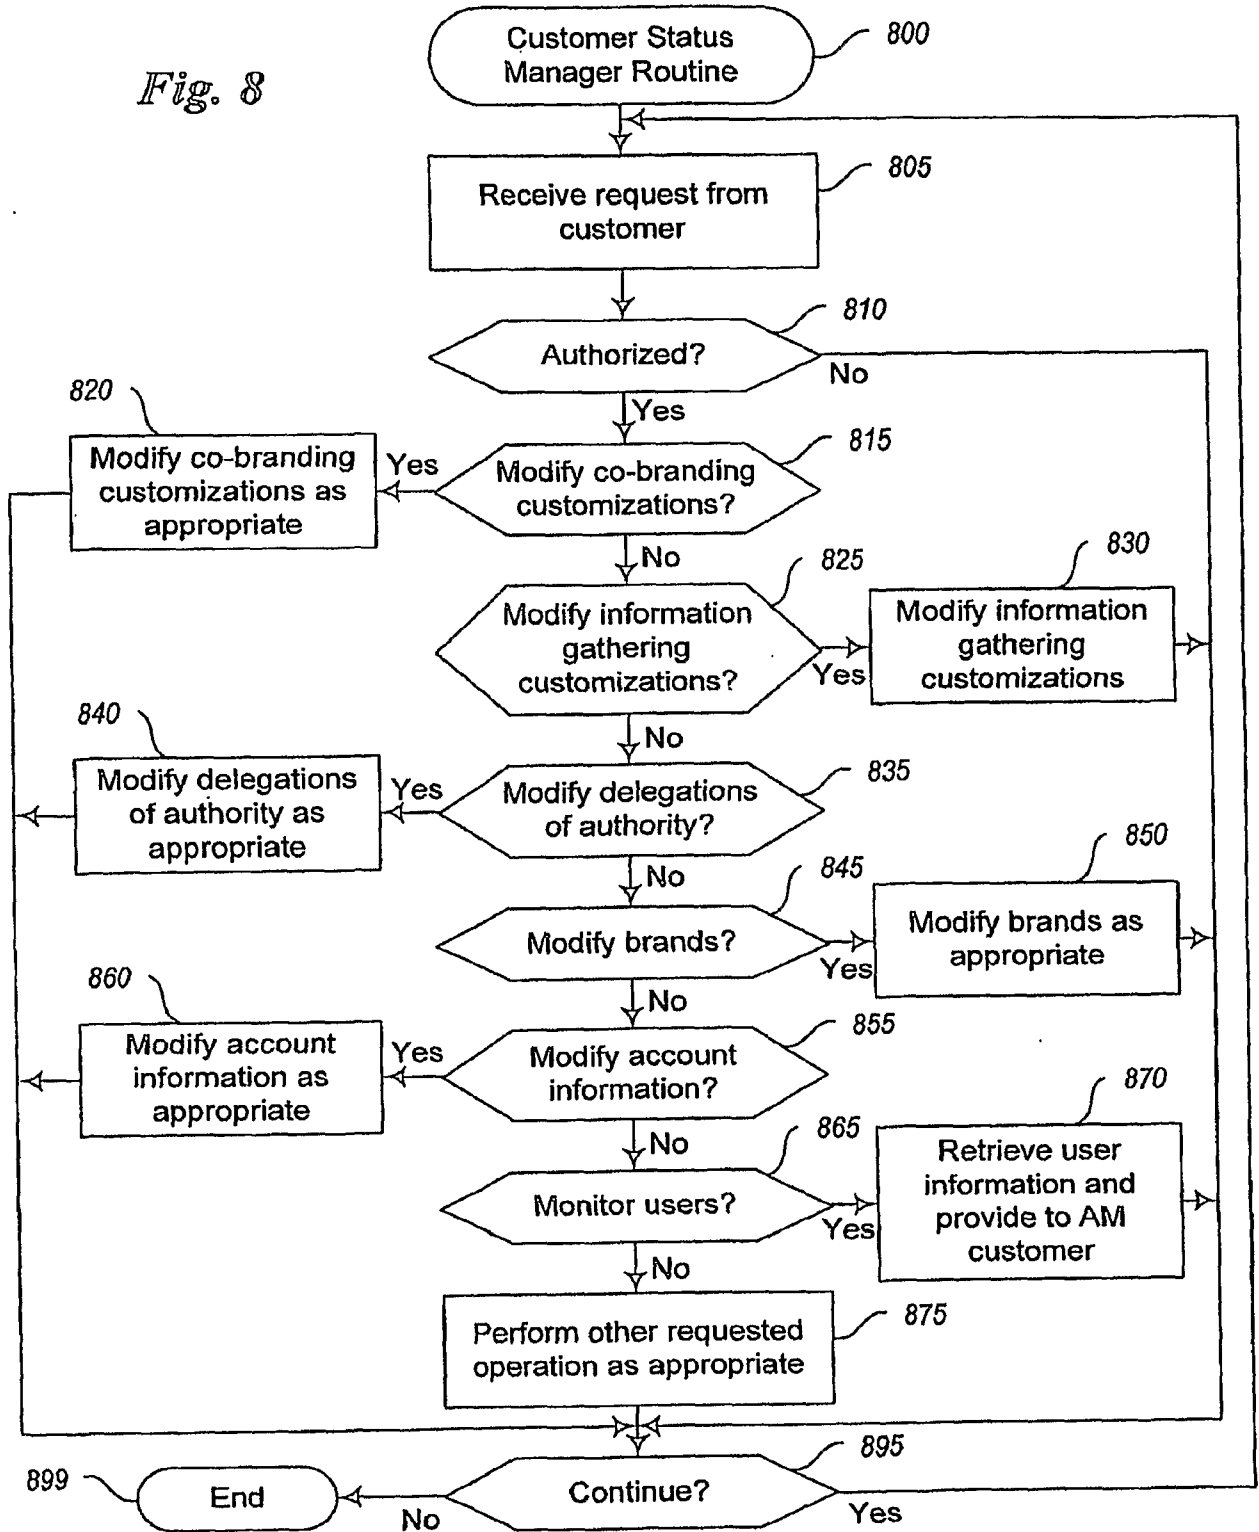 Fig. 8
Customer Status
Manager Routine
800
Receive request from
customer
805
Authorized?
810
No
Yes
820
Modify co-branding
customizations as
appropriate
Yes
Modify co-branding
customizations?
815
No
Modify information
gathering
customizations?
825
Yes
Modify information
gathering
customizations
830
No
840
Modify delegations
of authority as
appropriate
Yes
Modify delegations
of authority?
835
No
Modify brands?
845
Yes
Modify brands as
appropriate
850
No
860
Modify account
information as
appropriate
Yes
Modify account
information?
855
No
Monitor users?
865
Yes
Retrieve user
information and
provide to AM
customer
870
No
Perform other requested
operation as appropriate
875
899
End
No
Continue?
895
Yes